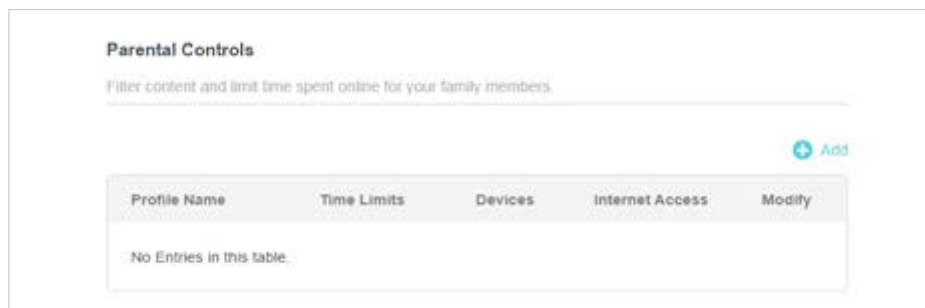 Parental Controls
Filter content and limit time spent online for your family members.
Add
Profile Name Time Limits Devices Internet Access Modify
No Entries in this table.